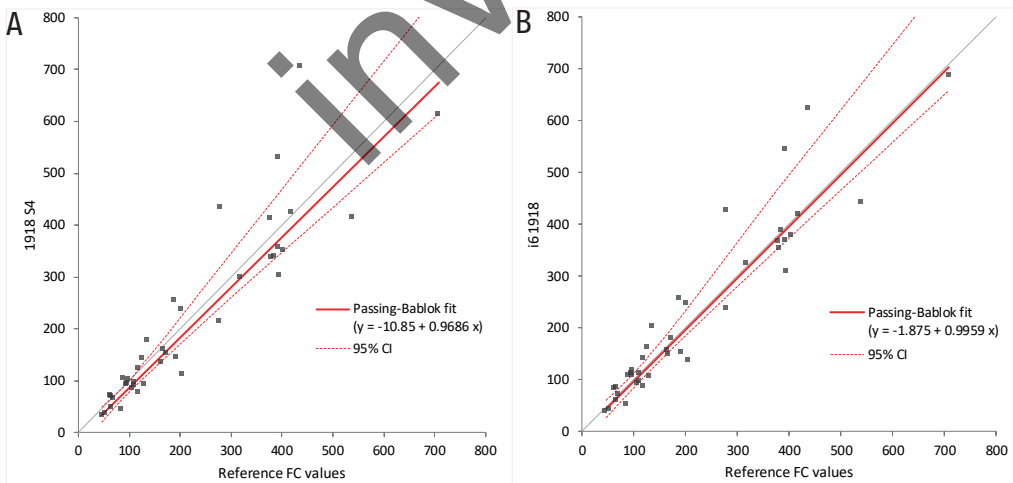 A
inv
B
800
700
600
500
400
300
200
100
0
1918 S4
0 100 200 300 400 500 600 700 800
Reference FC values
Passing-Bablok fit
(y = -10.85 + 0.9686 x)
95% CI
800
700
600
500
400
300
200
100
0
i6 1918
0 100 200 300 400 500 600 700 800
Reference FC values
Passing-Bablok fit
(y = -1.875 + 0.9959 x)
95% CI